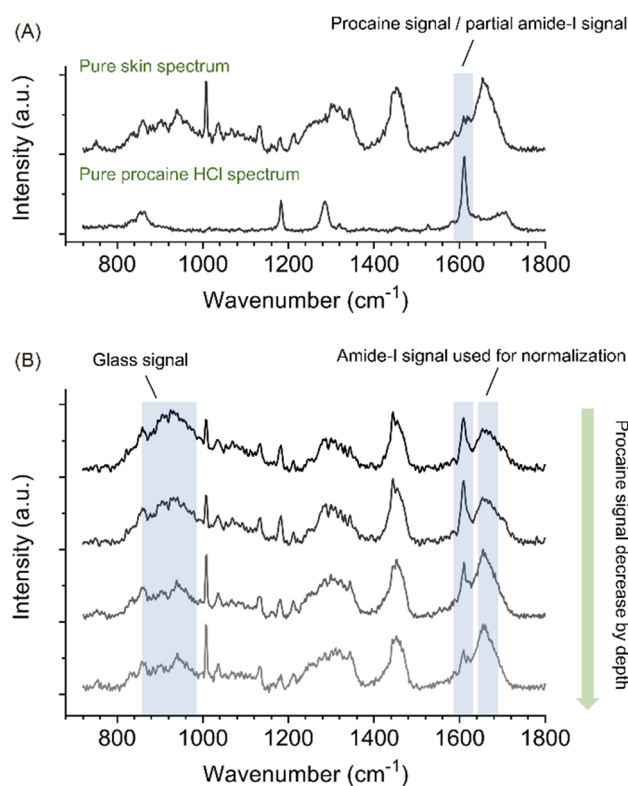 (A)
Procaine signal / partial amide-I signal
Pure skin spectrum
Pure procaine HCl spectrum
Intensity (a.u.)
800 1000 1200 1400 1600 1800
Wavenumber (cm⁻¹)
(B)
Glass signal
Amide-I signal used for normalization
Intensity (a.u.)
Procaine signal decrease by depth
800 1000 1200 1400 1600 1800
Wavenumber (cm⁻¹)